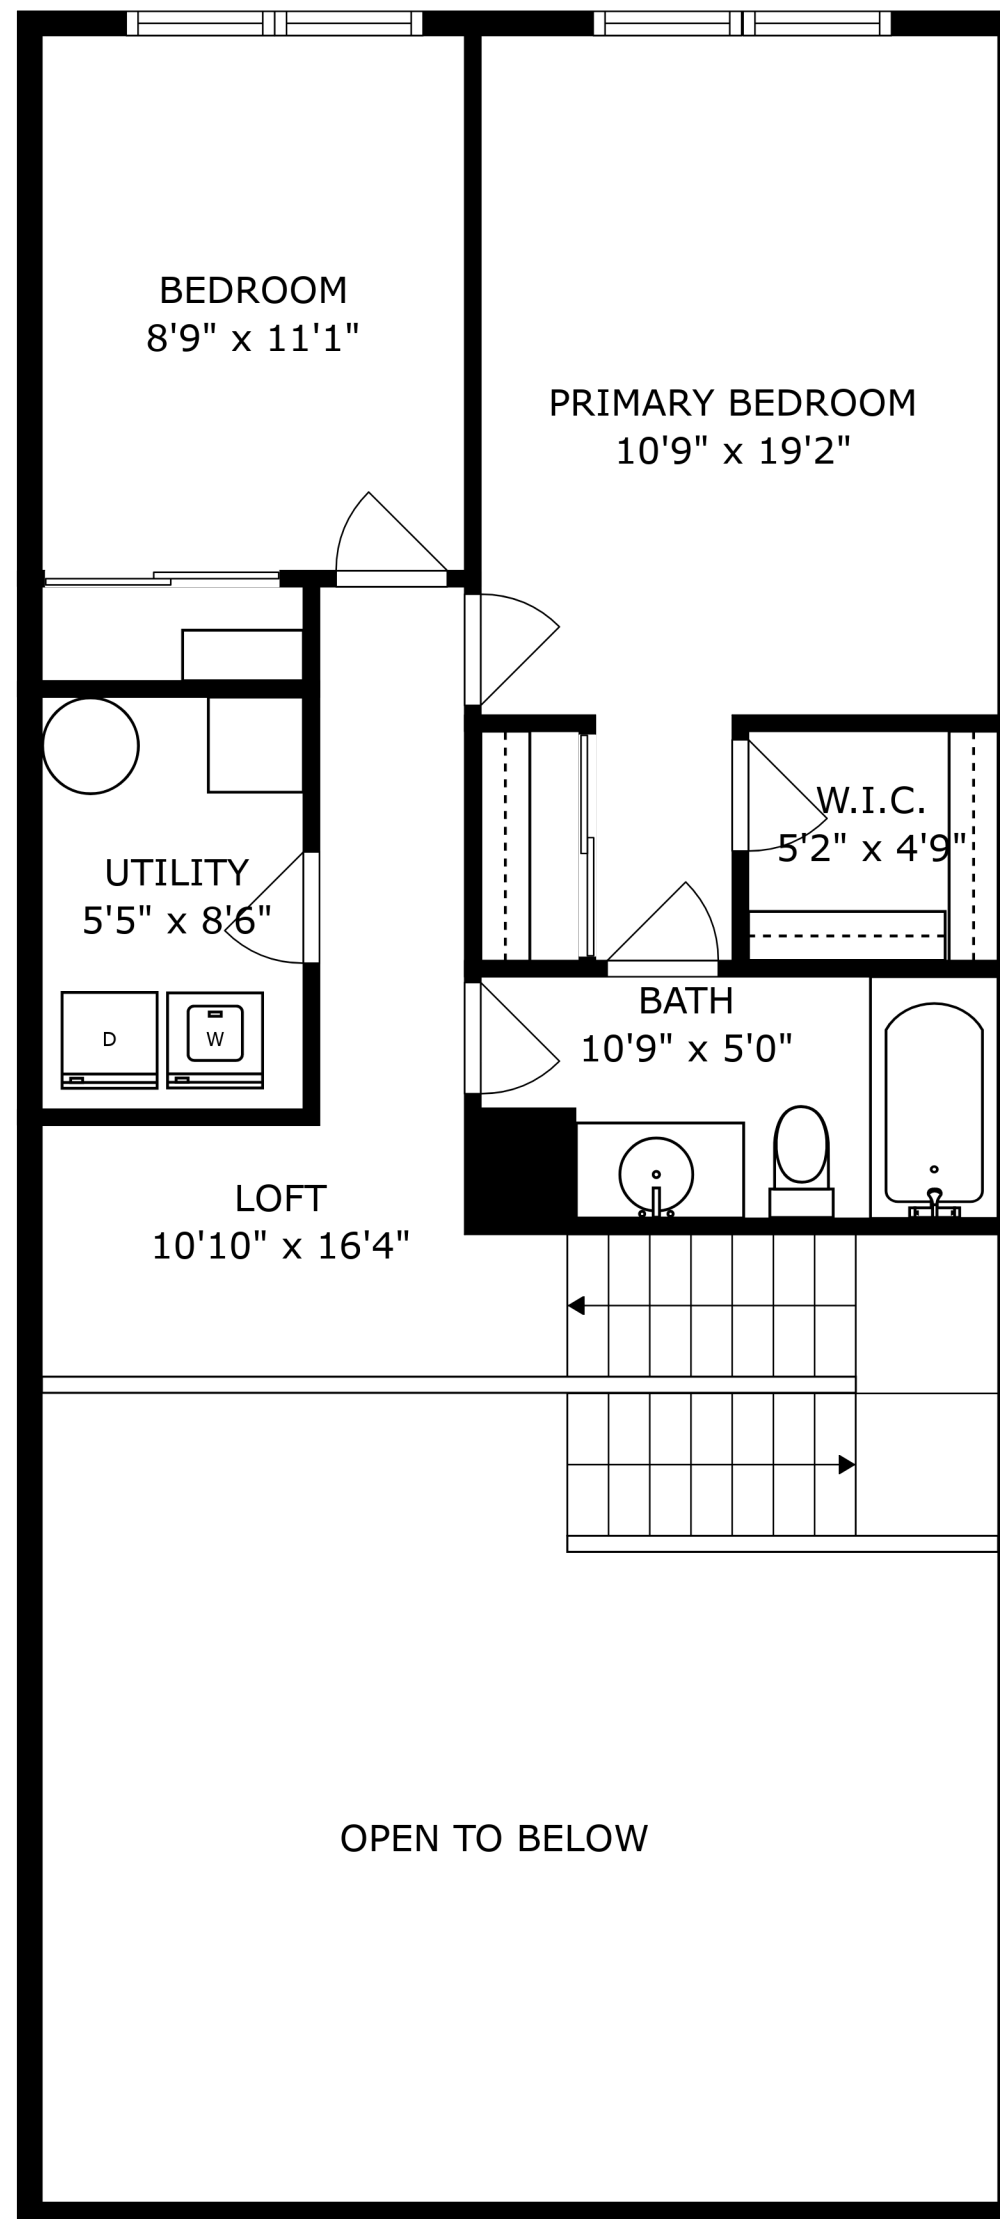 BEDROOM
8'9" x 11'1"
PRIMARY BEDROOM
10'9" x 19'2"
W.I.C.
5'2" x 4'9"
UTILITY
5'5" x 8'6"
D
W
BATH
10'9" x 5'0"
LOFT
10'10" x 16'4"
OPEN TO BELOW